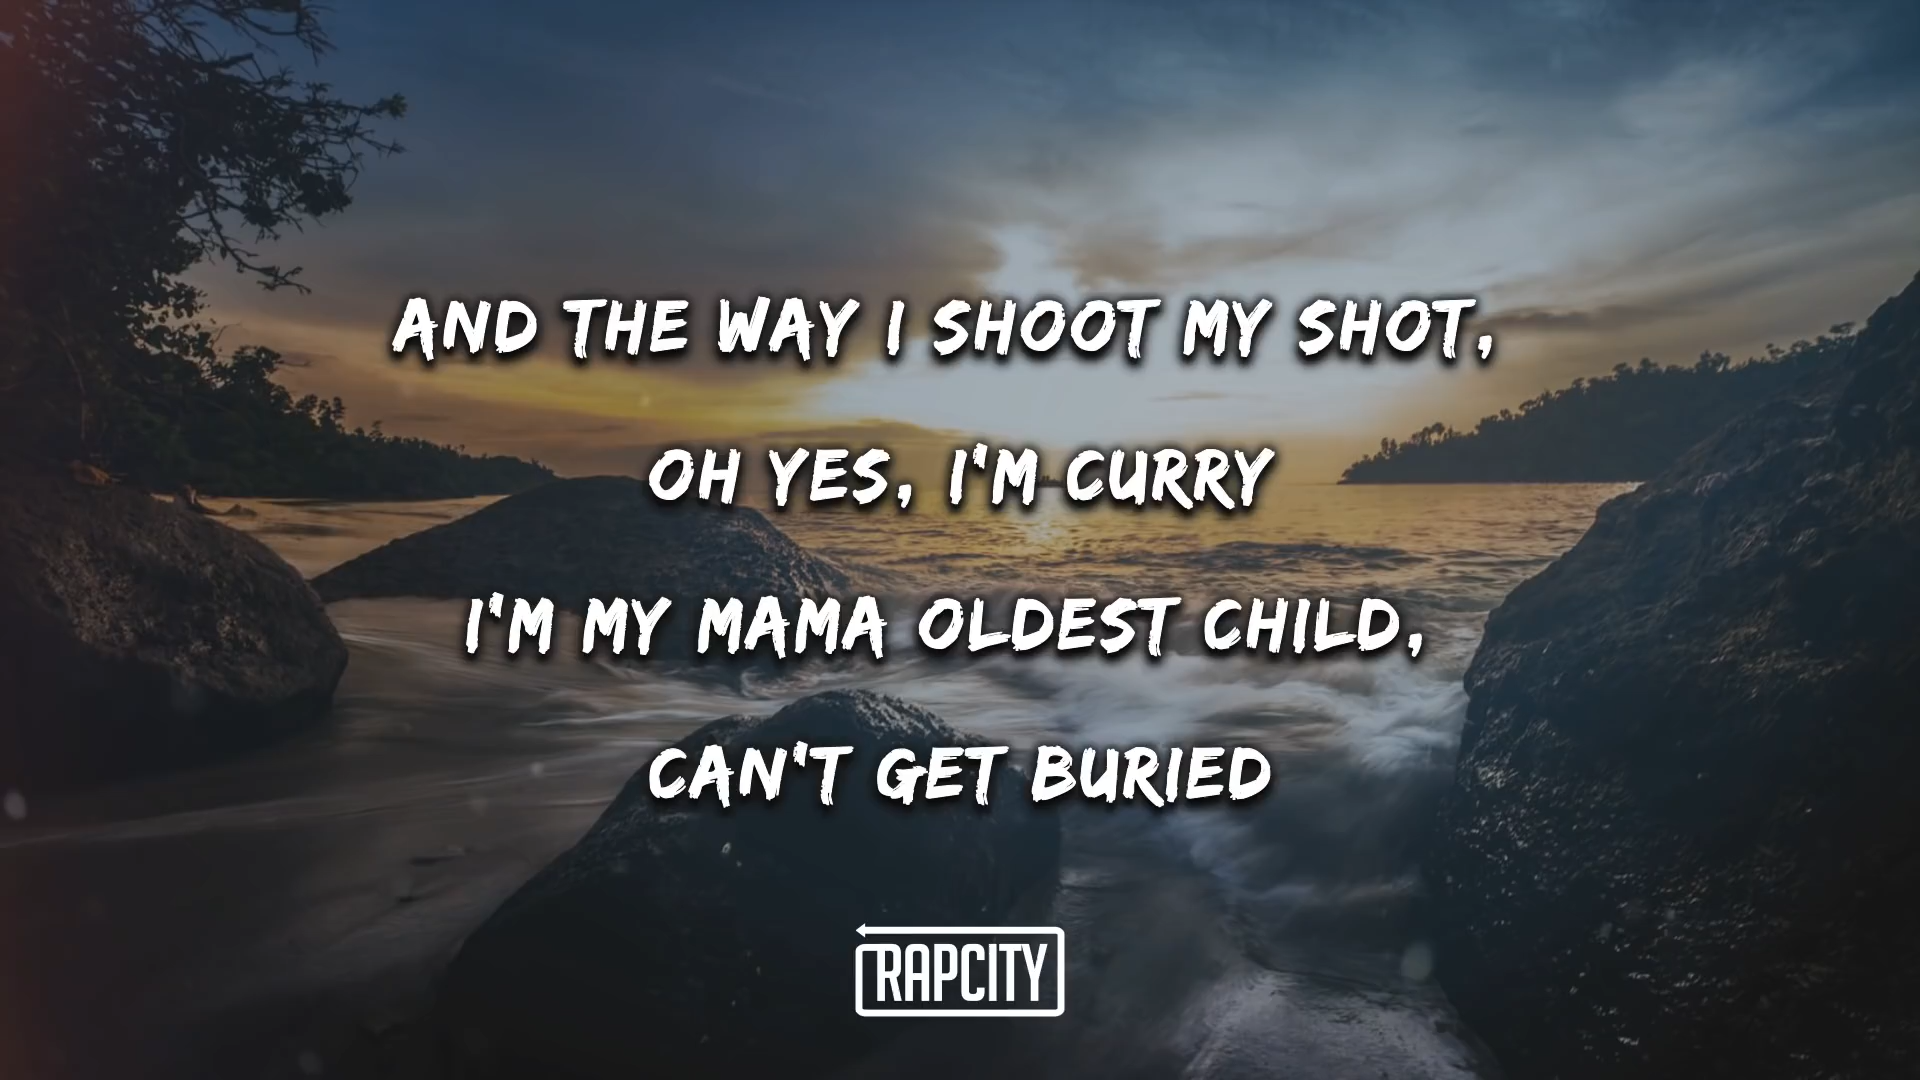 AND THE WAY I SHOOT MY SHOT,
OH YES, I'M CURRY
I'M MY MAMA OLDEST CHILD,
CAN'T GET BURIED
RAPCITY